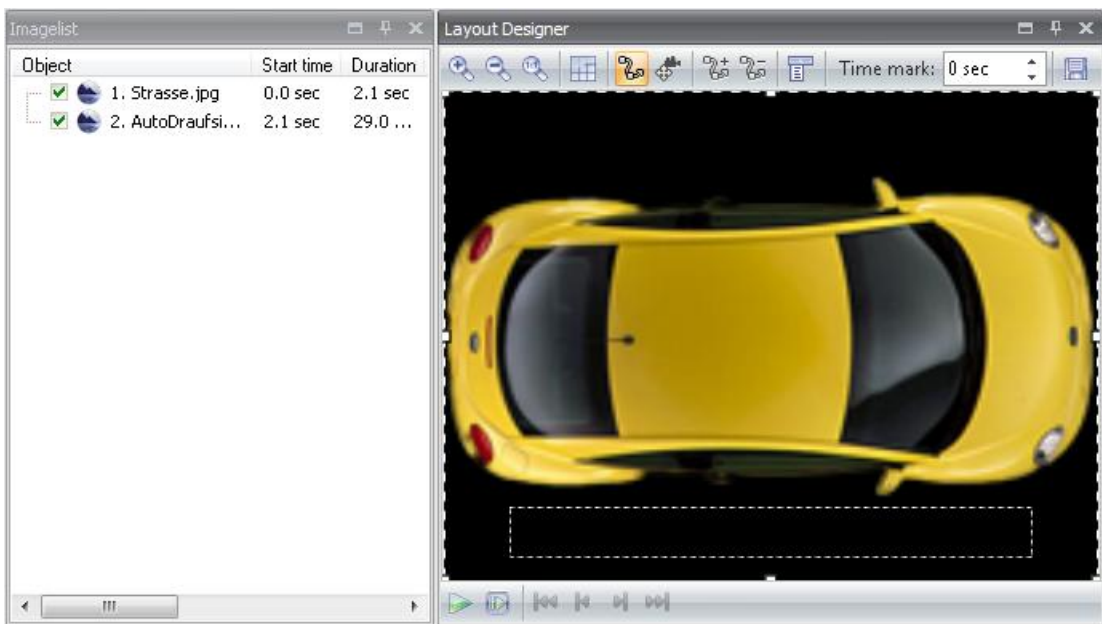 Imagelist
Object Start time Duration
1. Strasse.jpg 0.0 sec 2.1 sec
2. AutoDraufsi... 2.1 sec 29.0 ...
Layout Designer
Time mark: 0 sec